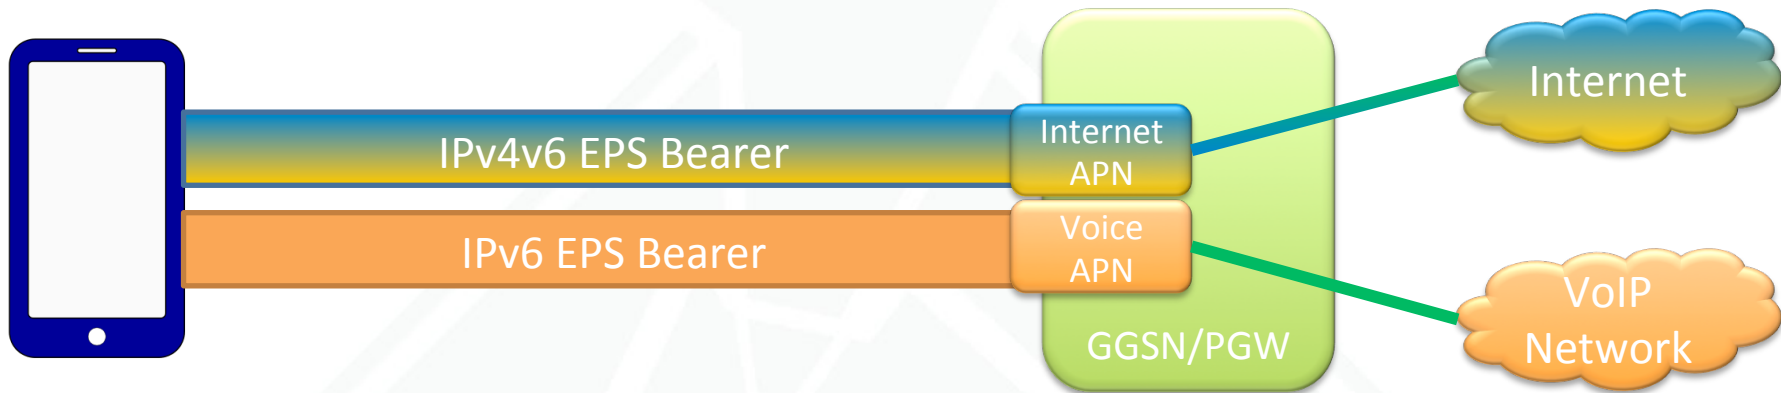 IPv4v6 EPS Bearer
Internet
APN
Internet
IPv6 EPS Bearer
Voice
APN
GGSN/PGW
VoIP
Network